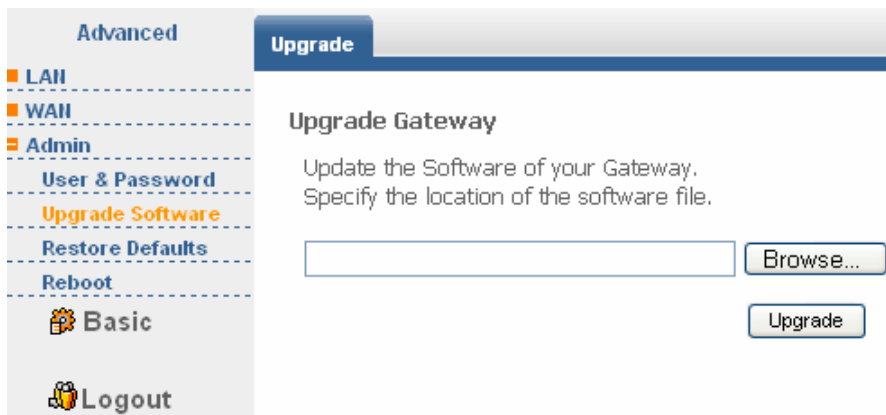 Advanced
LAN
WAN
Admin
User & Password
Upgrade Software
Restore Defaults
Reboot
Basic
Logout
Upgrade
Upgrade Gateway
Update the Software of your Gateway.
Specify the location of the software file.
Browse...
Upgrade